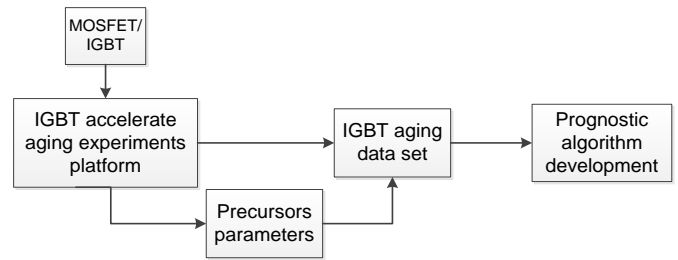 MOSFET/
IGBT
IGBT accelerate
aging experiments
platform
IGBT aging
data set
Prognostic
algorithm
development
Precursors
parameters